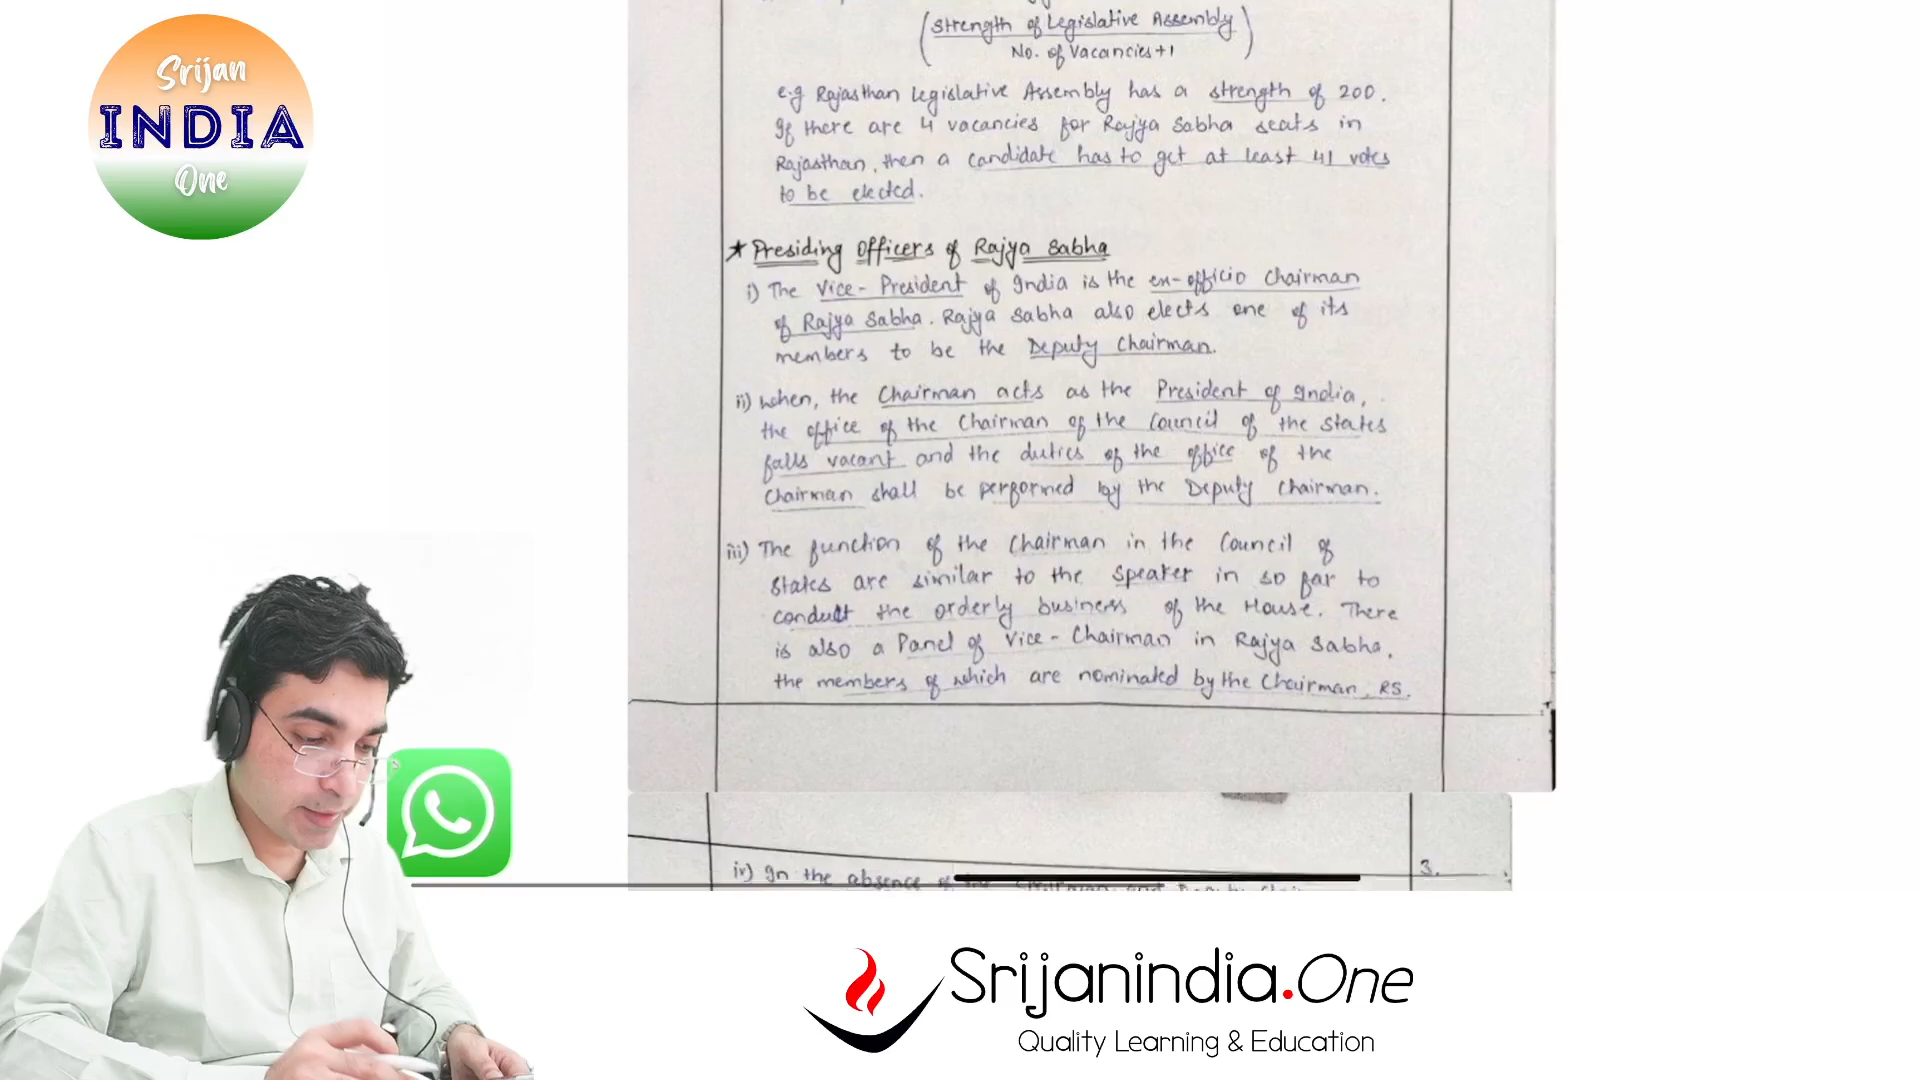 Srijan
INDIA
One
(Strength of Legislative Assembly
No. of Vacancies+1)
e.g Rajasthan Legislative Assembly has a strength of 200.
If there are 4 vacancies for Rajya Sabha seats in
Rajasthan, then a candidate has to get at least 41 votes
to be elected.
★ Presiding Officers of Rajya Sabha
i) The Vice-President of India is the ex-officio Chairman
of Rajya Sabha. Rajya Sabha also elects one of its
members to be the Deputy Chairman.
ii) When, the Chairman acts as the President of India,
the office of the Chairman of the Council of the States
falls vacant and the duties of the office of the
Chairman shall be performed by the Deputy Chairman.
iii) The function of the Chairman in the Council of
States are similar to the Speaker in so far to
conduct the orderly business of the House. There
is also a Panel of Vice-Chairman in Rajya Sabha,
the members of which are nominated by the Chairman, RS.
3.
iv) In the absence of the
Srijanindia.One
Quality Learning & Education